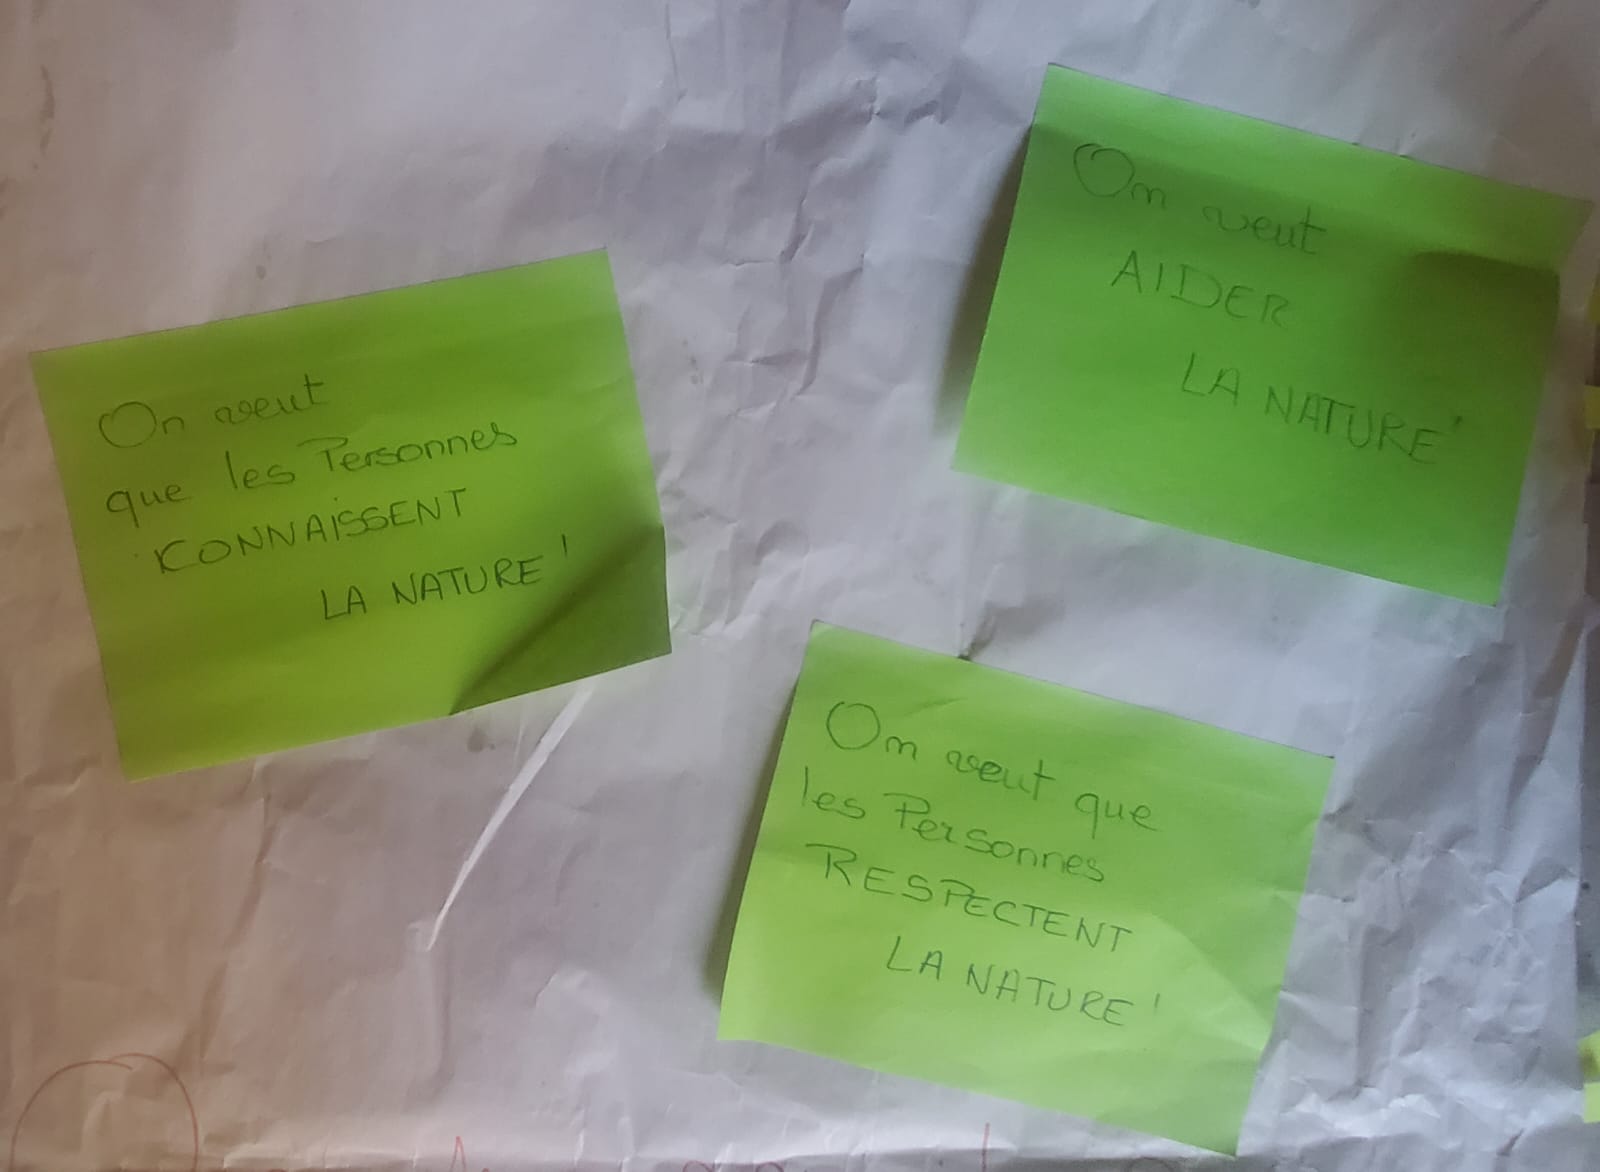 On veut
que les Personnes
KONNAISSENT
LA NATURE !
On veut
AIDER
LA NATURE !
On veut que
les Personnes
RESPECTENT
LA NATURE !